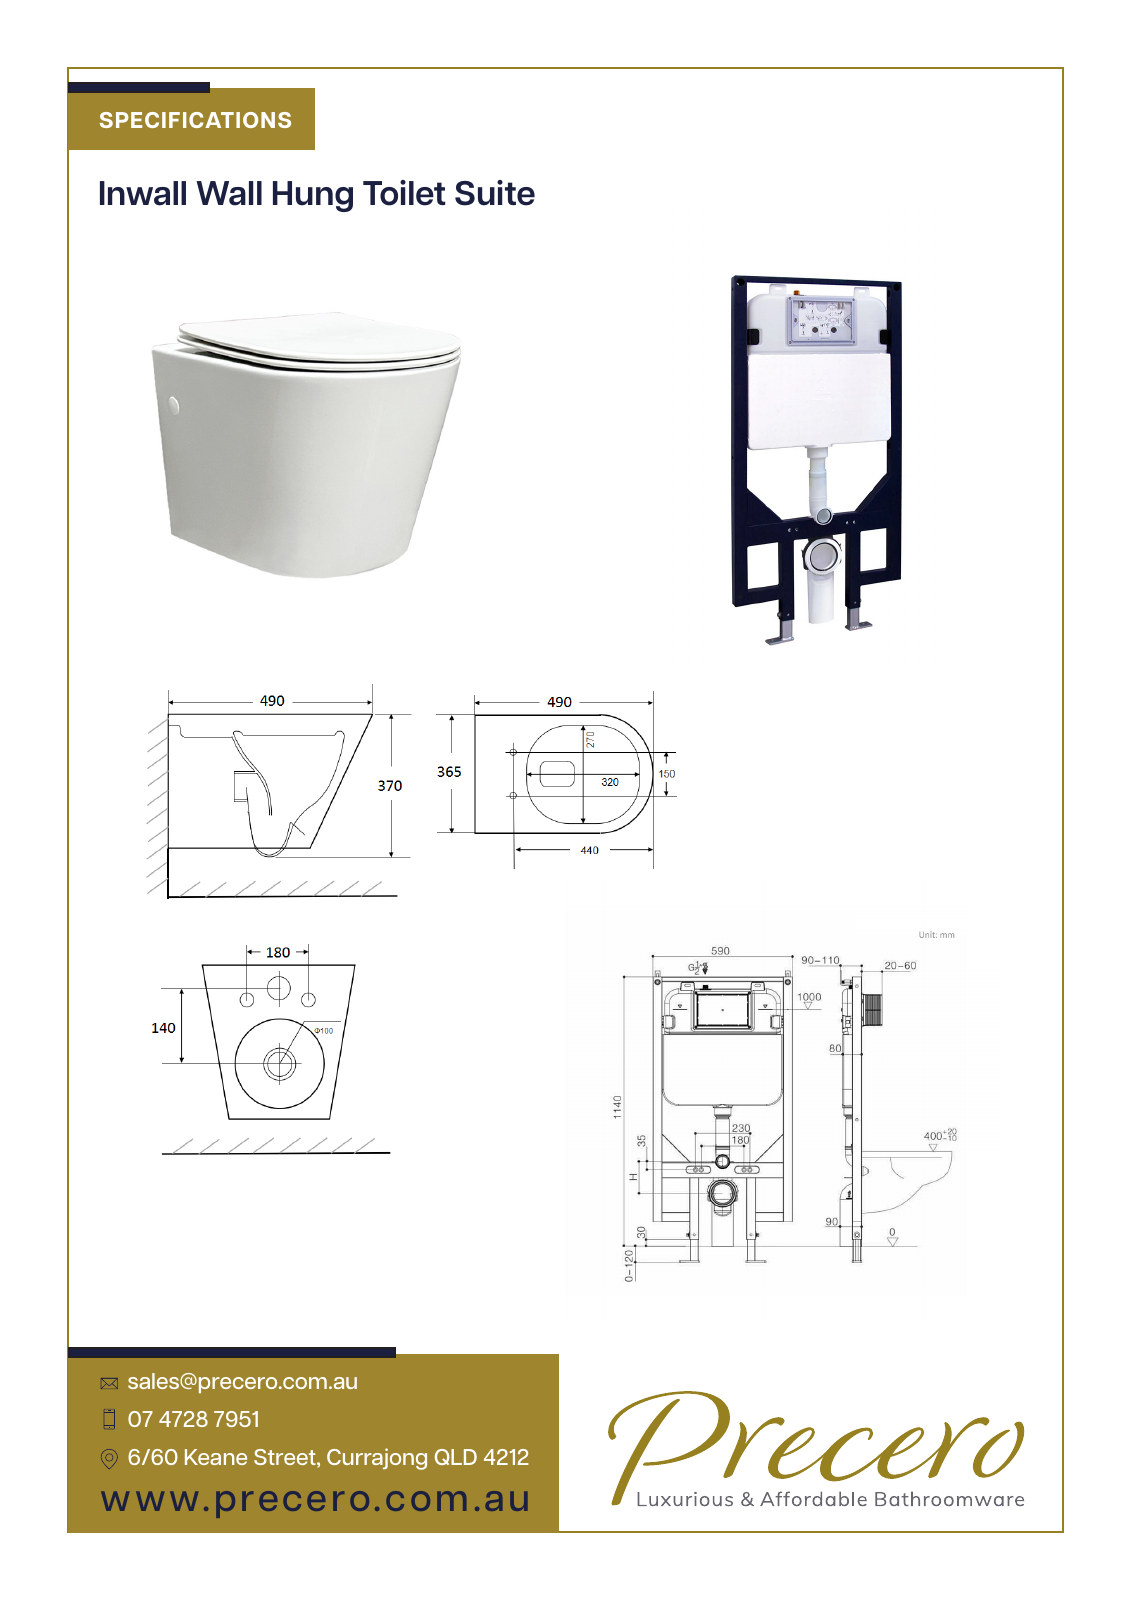 SPECIFICATIONS
Inwall Wall Hung Toilet Suite
490
370
490
365
270
320
150
440
180
140
Φ100
Unit: mm
590
G1/2
90-110
20-60
1000
80
1140
230
180
35
H
400+20-10
90
0
30
0-120
sales@precero.com.au
07 4728 7951
6/60 Keane Street, Currajong QLD 4212
www.precero.com.au
Precero
Luxurious & Affordable Bathroomware